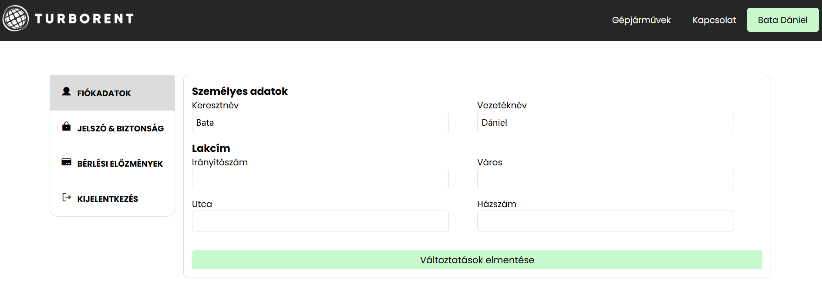 TURBORENT
Gépjárművek Kapcsolat Bata Dániel
FIÓKADATOK
JELSZÓ & BIZTONSÁG
BÉRLÉSI ELŐZMÉNYEK
KIJELENTKEZÉS
Személyes adatok
Keresztnév Vezetéknév
Bata Dániel
Lakcím
Irányítószám Város
Utca Házszám
Változtatások elmentése